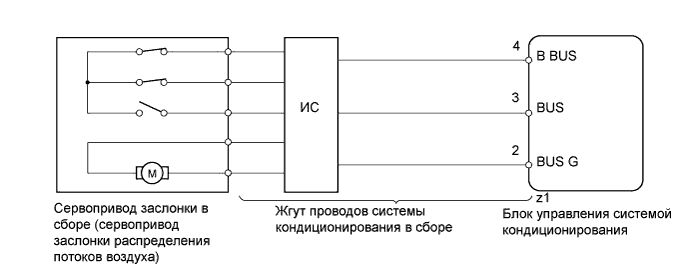 4
B BUS
3
BUS
ИС
2
BUS G
M
z1
Сервопривод заслонки в
сборе (сервопривод
заслонки распределения
потоков воздуха)
Жгут проводов системы
кондиционирования в сборе
Блок управления системой
кондиционирования